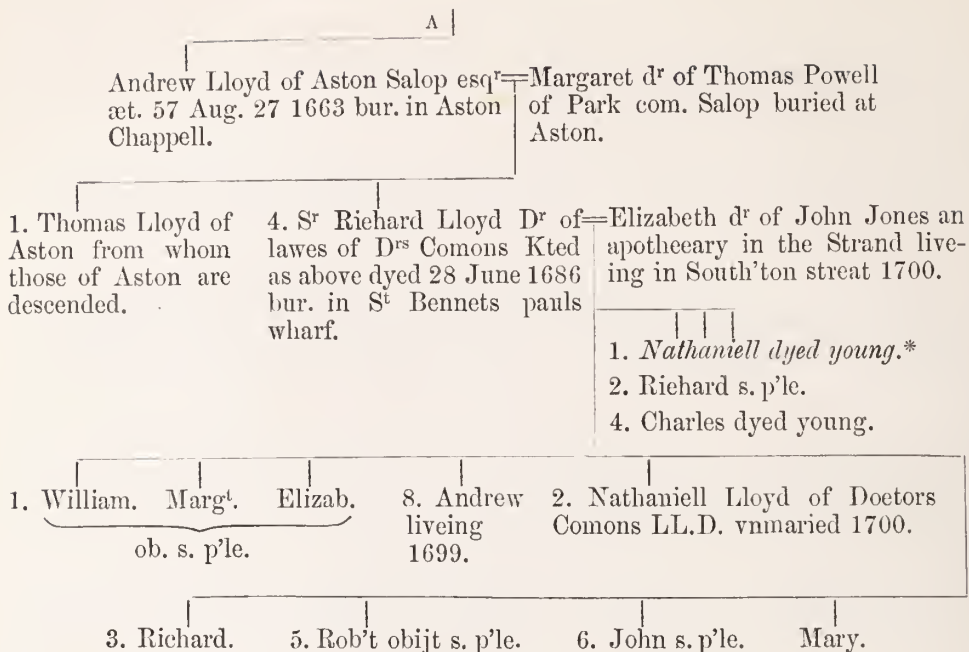 A
Andrew Lloyd of Aston Salop esqʳ
æt. 57 Aug. 27 1663 bur. in Aston
Chappell.
Margaret dʳ of Thomas Powell
of Park com. Salop buried at
Aston.
1. Thomas Lloyd of
Aston from whom
those of Aston are
descended.
4. Sʳ Richard Lloyd Dʳ of
lawes of Dʳˢ Comons Kted
as above dyed 28 June 1686
bur. in Sᵗ Bennets pauls
wharf.
Elizabeth dʳ of John Jones an
apothecary in the Strand live-
ing in South'ton streat 1700.
1. Nathaniell dyed young.*
2. Richard s. p'le.
4. Charles dyed young.
1. William. Margᵗ. Elizab.
ob. s. p'le.
8. Andrew
liveing
1699.
2. Nathaniell Lloyd of Doctors
Comons LL.D. vnmaried 1700.
3. Richard. 5. Rob't obijt s. p'le. 6. John s. p'le. Mary.